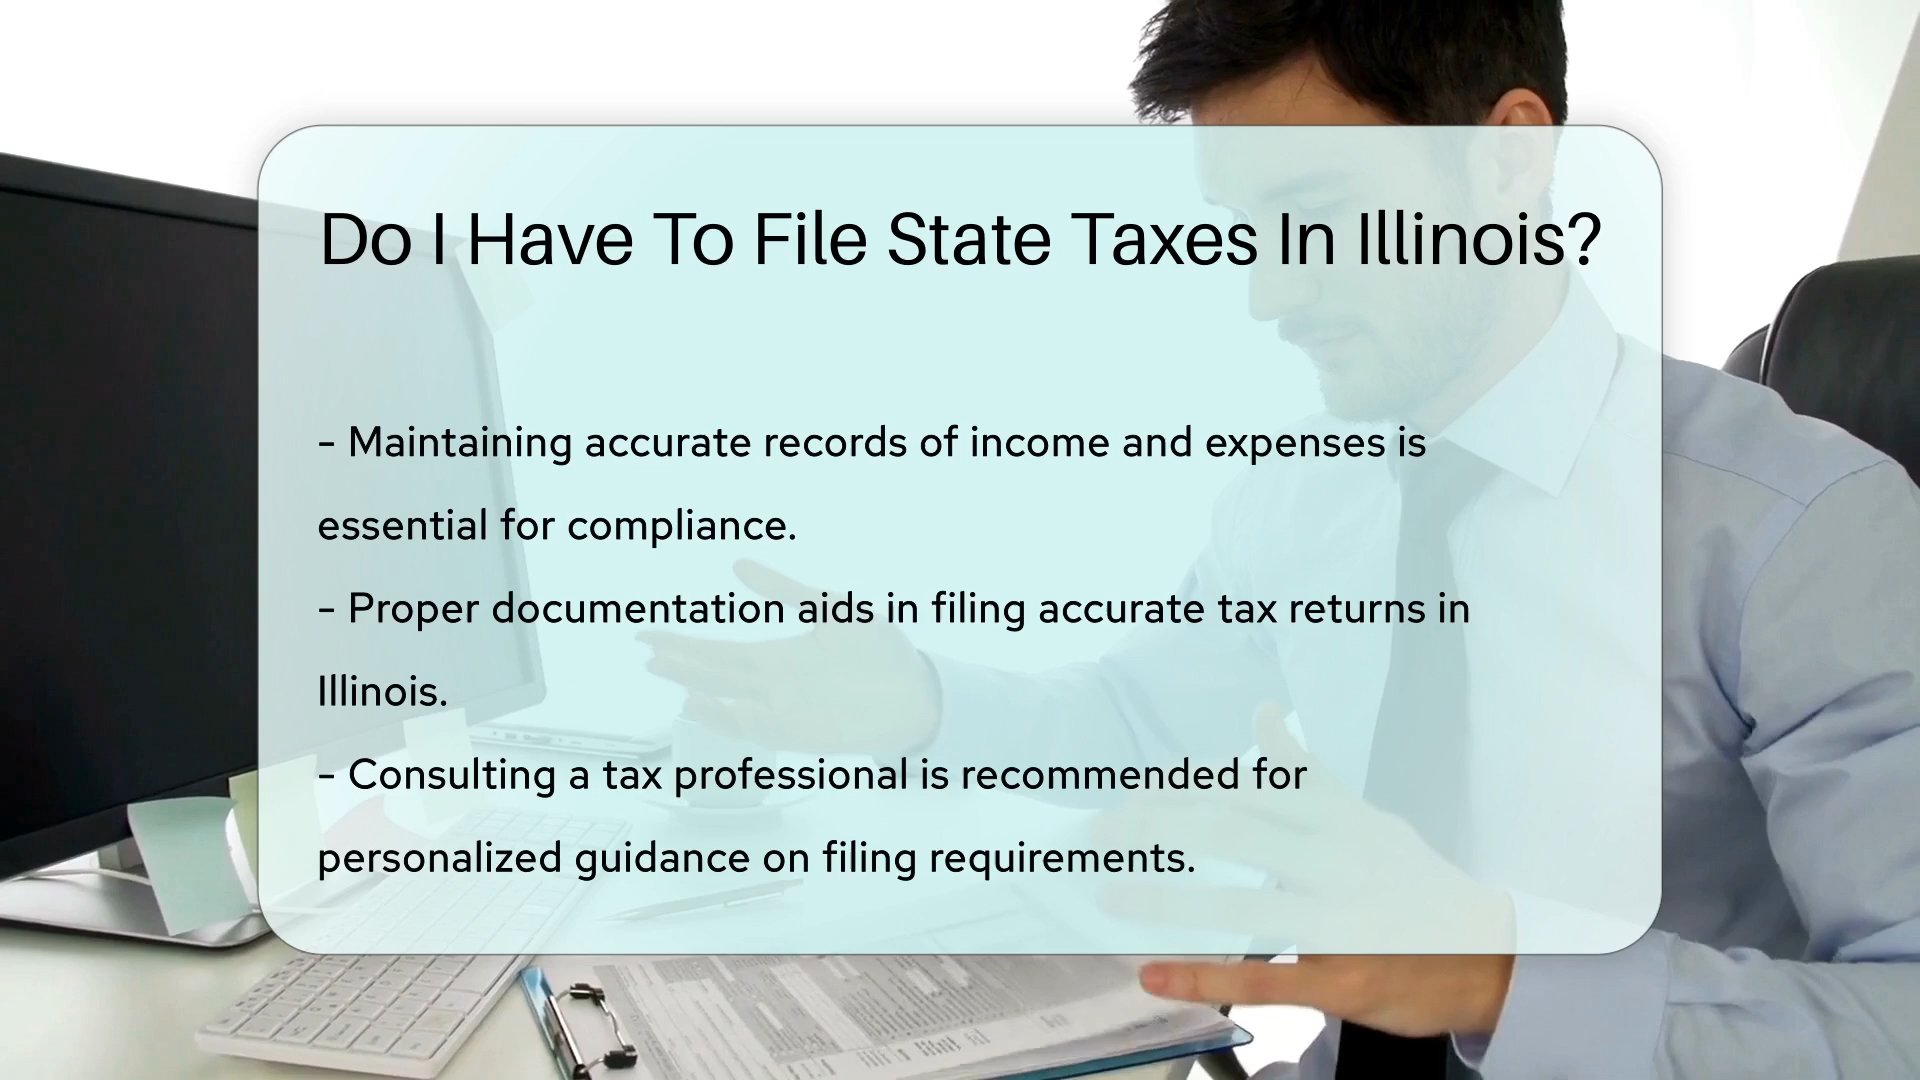 Do I Have To File State Taxes In Illinois?
– Maintaining accurate records of income and expenses is
essential for compliance.
– Proper documentation aids in filing accurate tax returns in
Illinois.
– Consulting a tax professional is recommended for
personalized guidance on filing requirements.